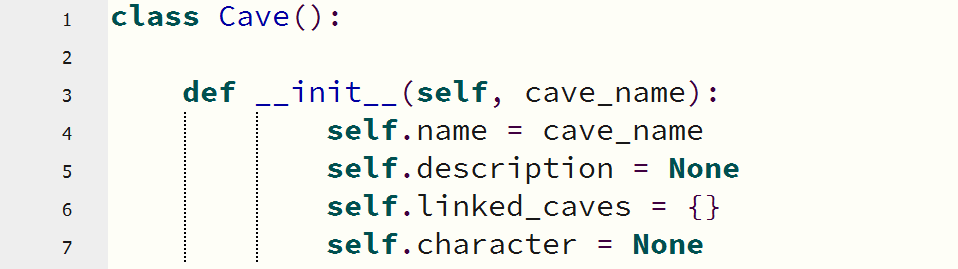 1 class Cave():
2
3     def __init__(self, cave_name):
4             self.name = cave_name
5             self.description = None
6             self.linked_caves = {}
7             self.character = None